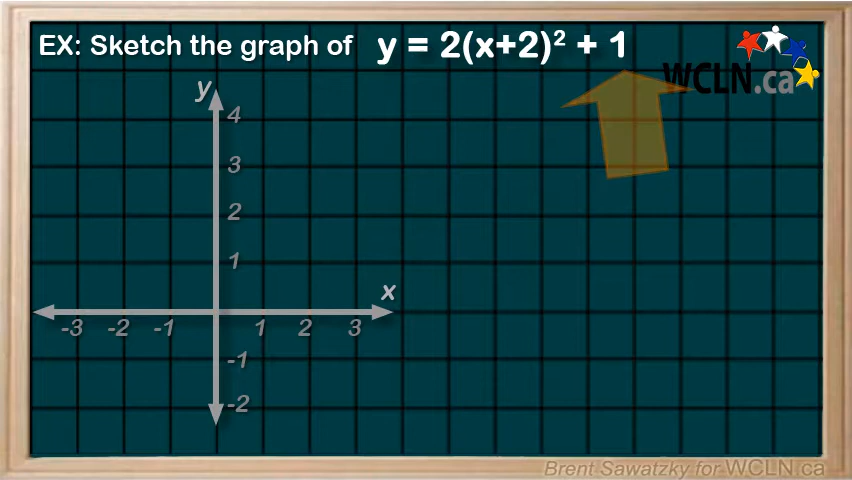 EX: Sketch the graph of y = 2(x+2)² + 1
WCLN.ca
y
4
3
2
1
x
-3 -2 -1 1 2 3
-1
-2
Brent Sawatzky for WCLN.ca